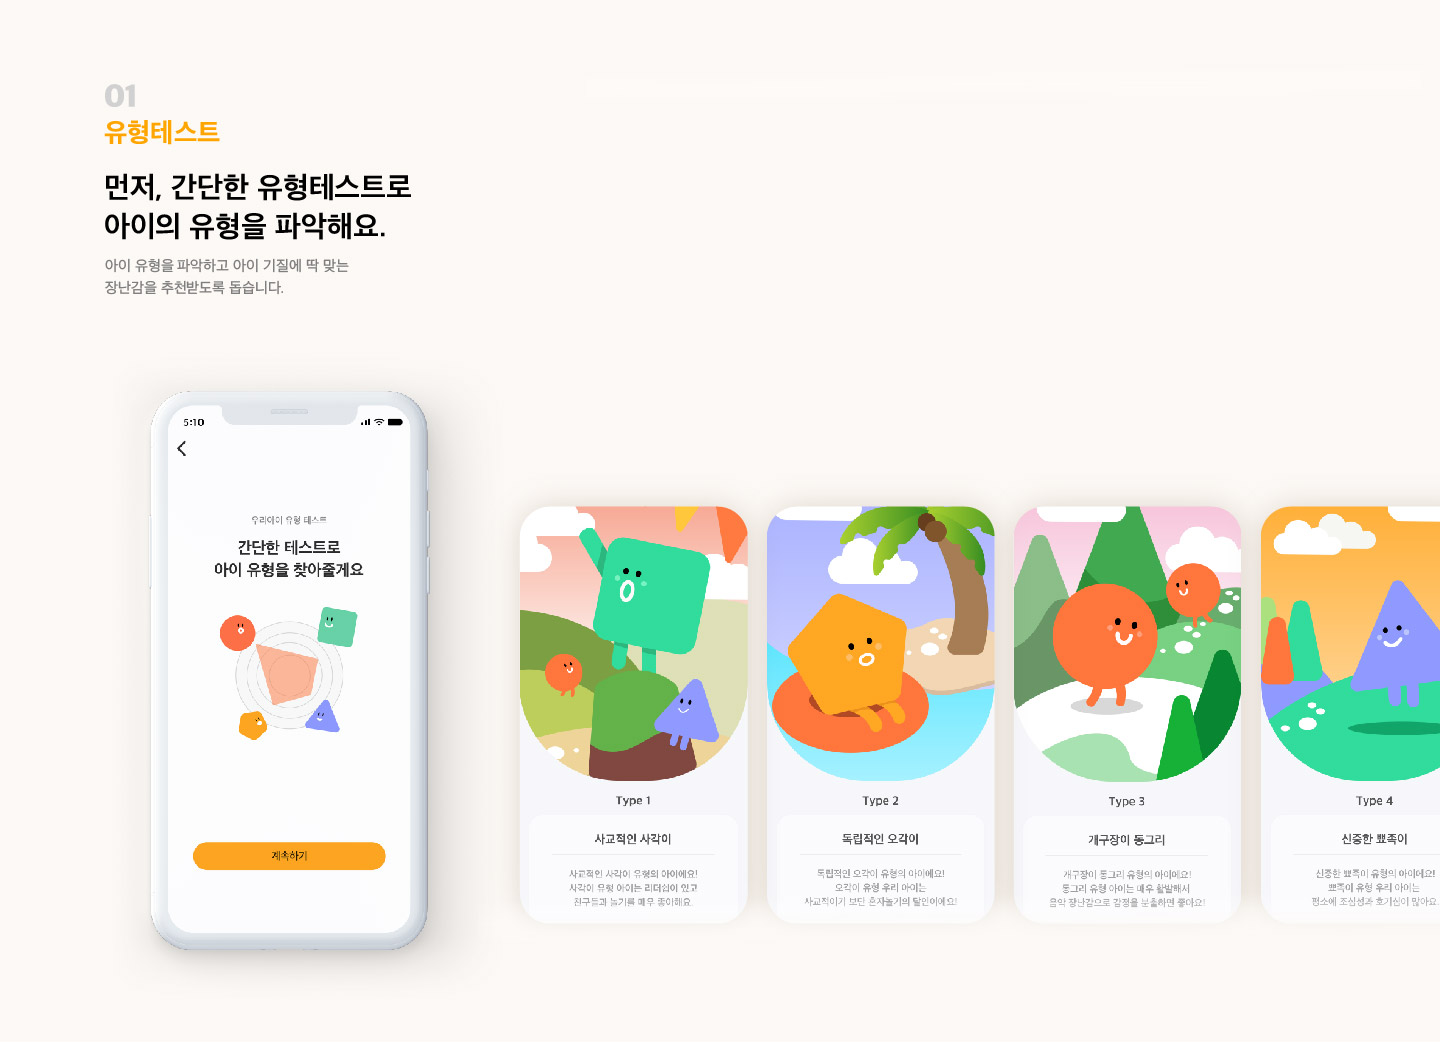 01
유형테스트
먼저, 간단한 유형테스트로
아이의 유형을 파악해요.
아이 유형을 파악하고 아이 기질에 딱 맞는
장난감을 추천받도록 돕습니다.
5:10
우리아이 유형 테스트
간단한 테스트로
아이 유형을 찾아줄게요
계속하기
Type 1
사교적인 사각이
사교적인 사각이 유형의 아이에요!
사각이 유형 아이는 리더십이 있고
친구들과 놀기를 매우 좋아해요.
Type 2
독립적인 오각이
독립적인 오각이 유형의 아이에요!
오각이 유형 우리 아이는
사교적이기 보단 혼자놀기의 달인이에요!
Type 3
개구장이 동그리
개구장이 동그리 유형의 아이에요!
동그리 유형 아이는 매우 활발해서
음악 장난감으로 감정을 분출하면 좋아요!
Type 4
신중한 뾰족이
신중한 뾰족이 유형의 아이에요!
뾰족이 유형 우리 아이는
평소에 조심성과 호기심이 많아요.